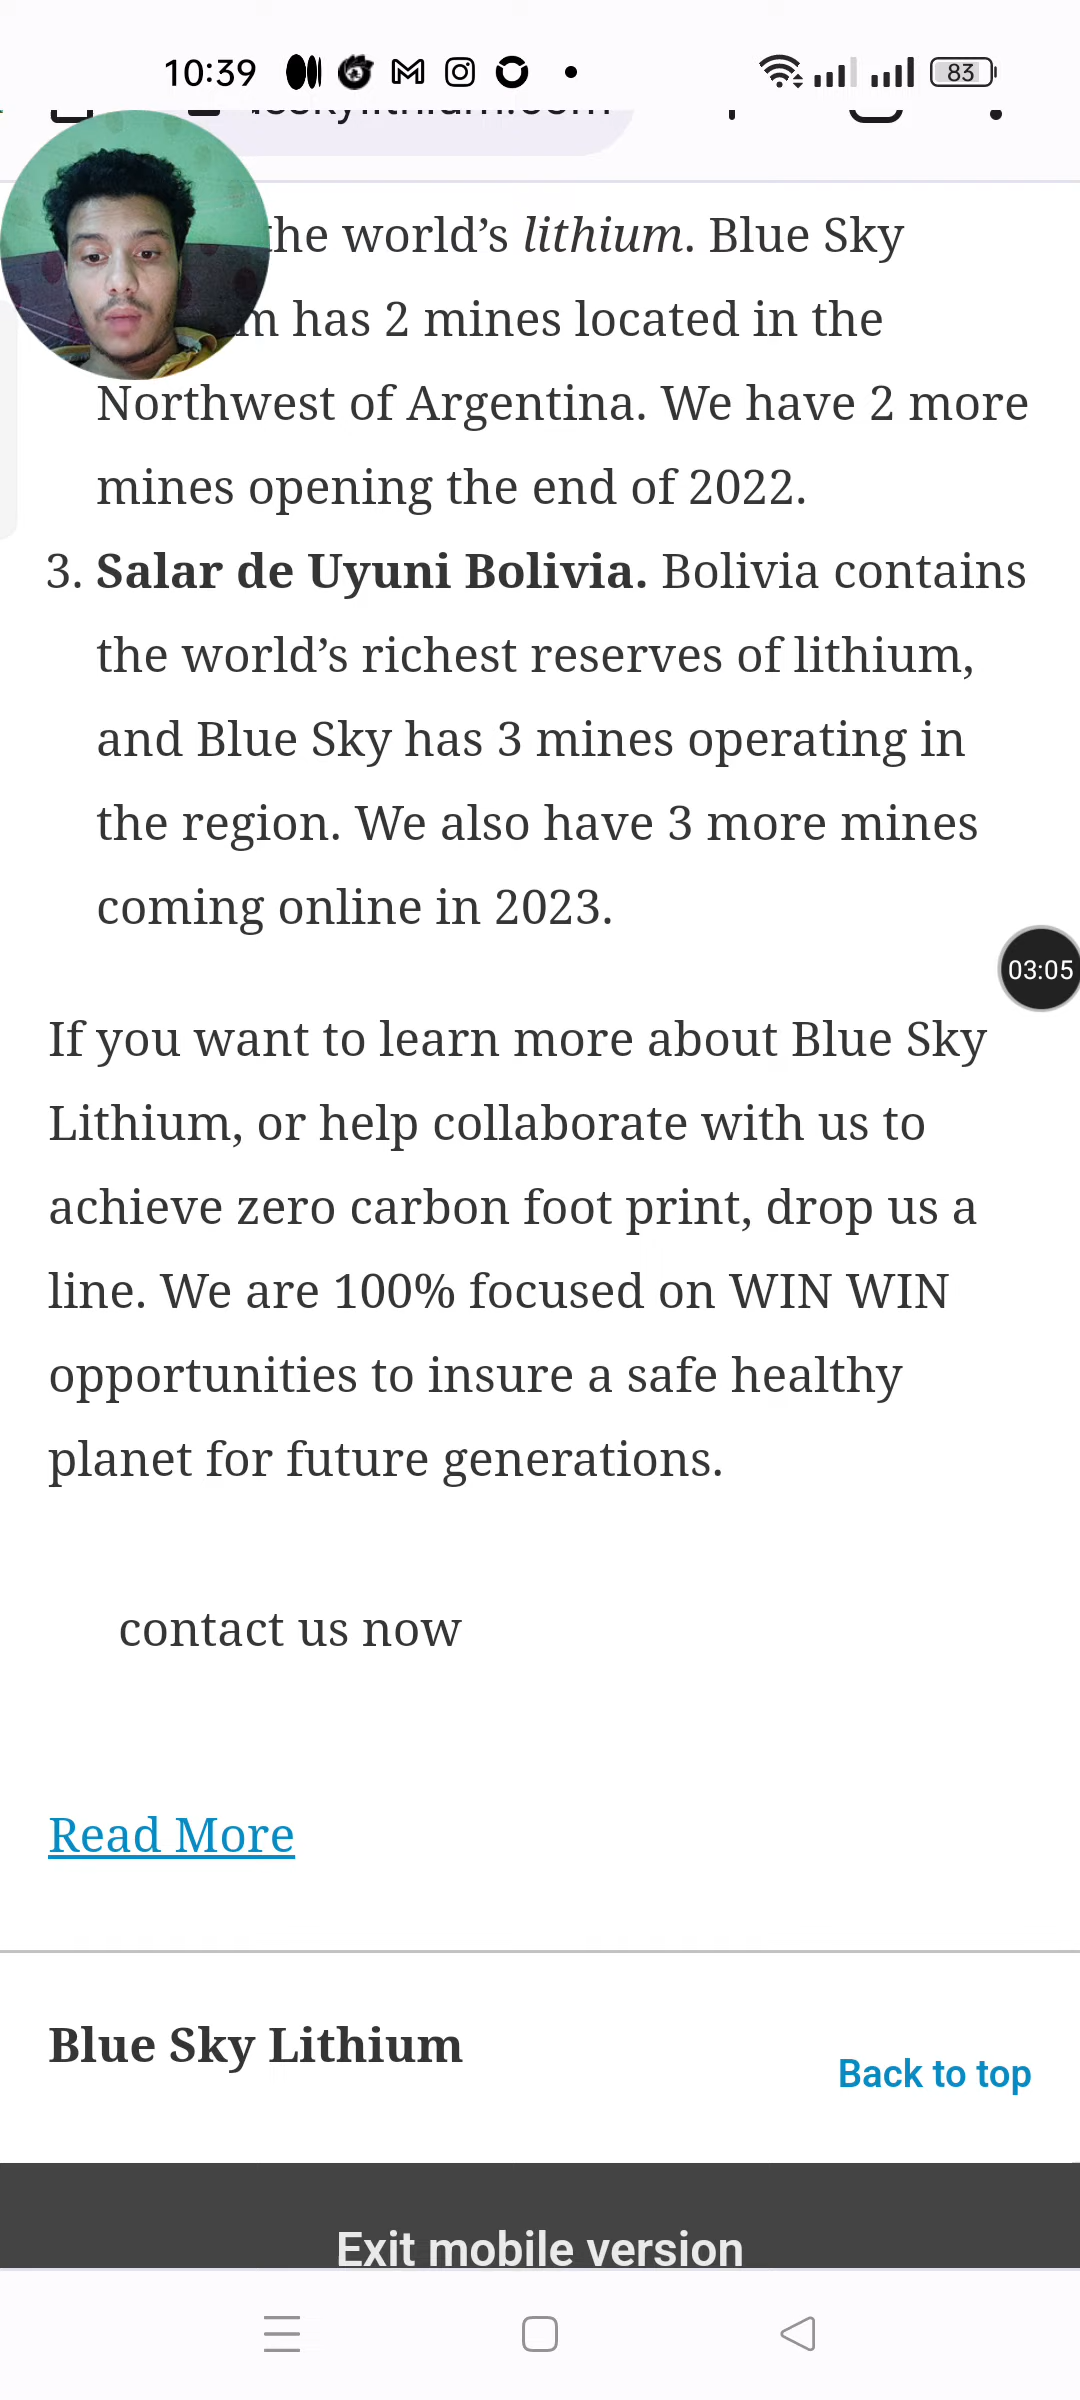 10:39
83
the world's lithium. Blue Sky
has 2 mines located in the
Northwest of Argentina. We have 2 more
mines opening the end of 2022.
3. Salar de Uyuni Bolivia. Bolivia contains
the world's richest reserves of lithium,
and Blue Sky has 3 mines operating in
the region. We also have 3 more mines
coming online in 2023.
03:05
If you want to learn more about Blue Sky
Lithium, or help collaborate with us to
achieve zero carbon foot print, drop us a
line. We are 100% focused on WIN WIN
opportunities to insure a safe healthy
planet for future generations.
contact us now
Read More
Blue Sky Lithium
Back to top
Exit mobile version